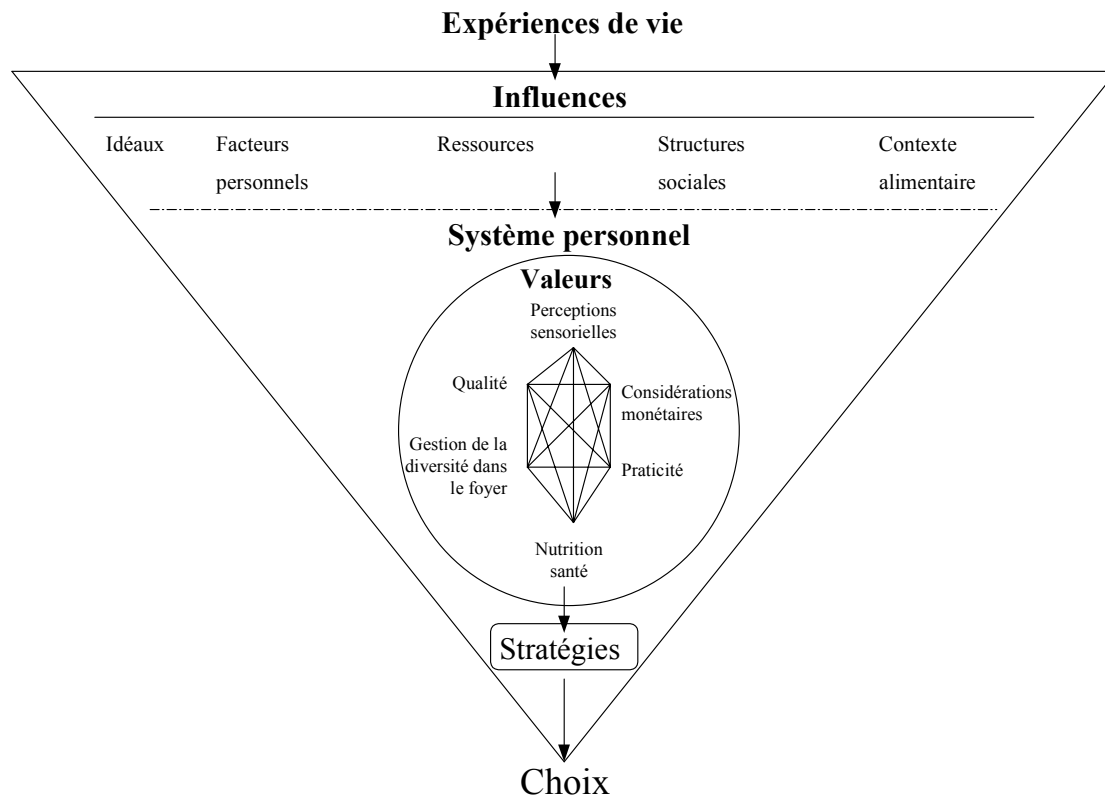 Expériences de vie
Influences
Idéaux
Facteurs
personnels
Ressources
Structures
sociales
Contexte
alimentaire
Système personnel
Valeurs
Perceptions
sensorielles
Qualité
Considérations
monétaires
Gestion de la
diversité dans
le foyer
Praticité
Nutrition
santé
Stratégies
Choix